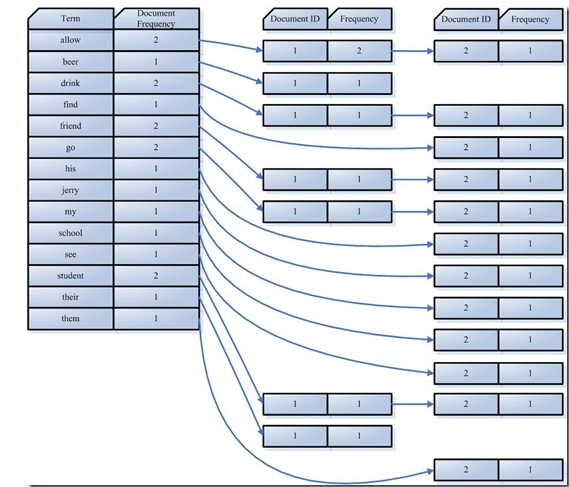 Term Document Frequency Document ID Frequency Document ID Frequency
allow 2 1 2 2 1
beer 1 1 1
drink 2 1 1 2 1
find 1 2 1
friend 2 1 1 2 1
go 2 1 1 2 1
his 1 2 1
jerry 1 2 1
my 1 2 1
school 1 2 1
see 1 2 1
student 2 1 1 2 1
their 1 1 1
them 1 2 1